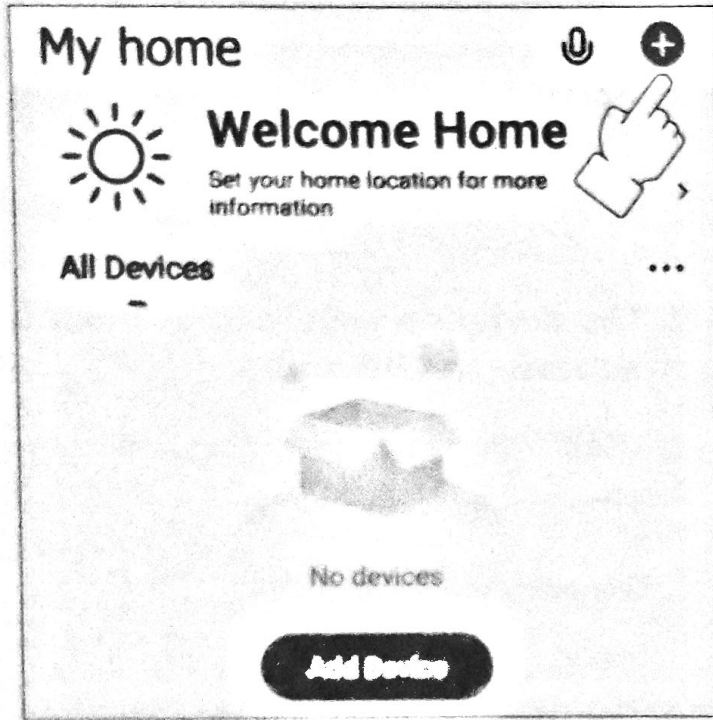 My home
Welcome Home
Set your home location for more
information
All Devices
No devices
Add Device